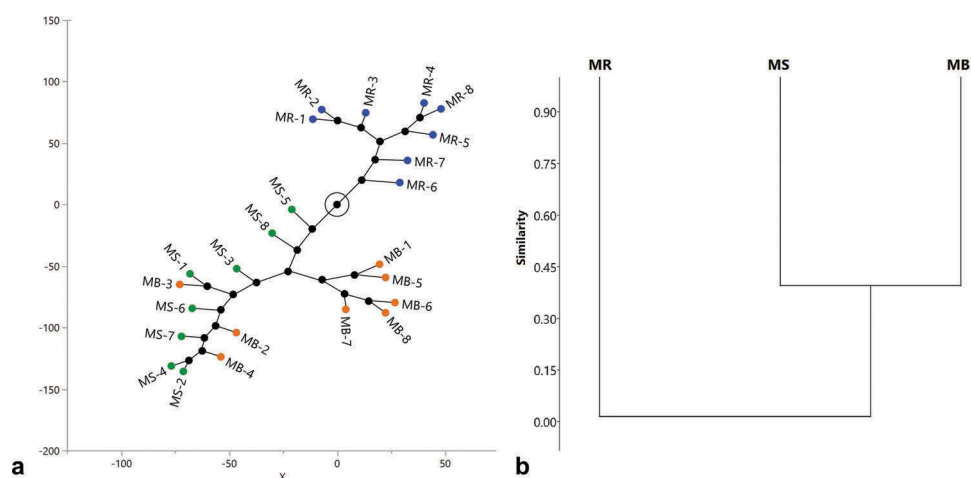 150
100
50
0
-50
-100
-150
-200
-100
-50
0
50
MR-1
MR-2
MR-3
MR-4
MR-8
MR-5
MR-7
MR-6
MS-5
MS-8
MS-3
MS-1
MB-3
MS-6
MS-7
MS-4
MS-2
MB-2
MB-4
MB-1
MB-5
MB-6
MB-8
MB-7
a
MR MS MB
Similarity
0.90
0.75
0.60
0.45
0.30
0.15
0.00
b